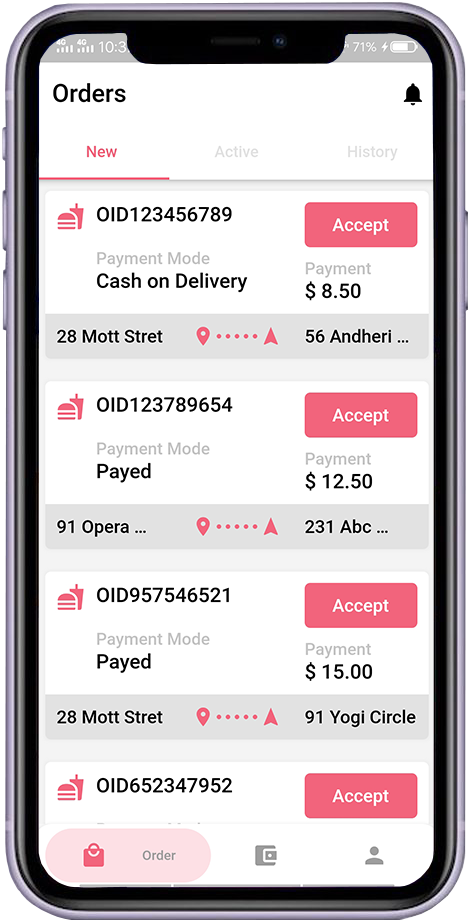 4G 4G 10:3 71%
Orders
New Active History
OID123456789 Accept
Payment Mode Payment
Cash on Delivery $ 8.50
28 Mott Stret 56 Andheri ...
OID123789654 Accept
Payment Mode Payment
Payed $ 12.50
91 Opera ... 231 Abc ...
OID957546521 Accept
Payment Mode Payment
Payed $ 15.00
28 Mott Stret 91 Yogi Circle
OID652347952 Accept
Order